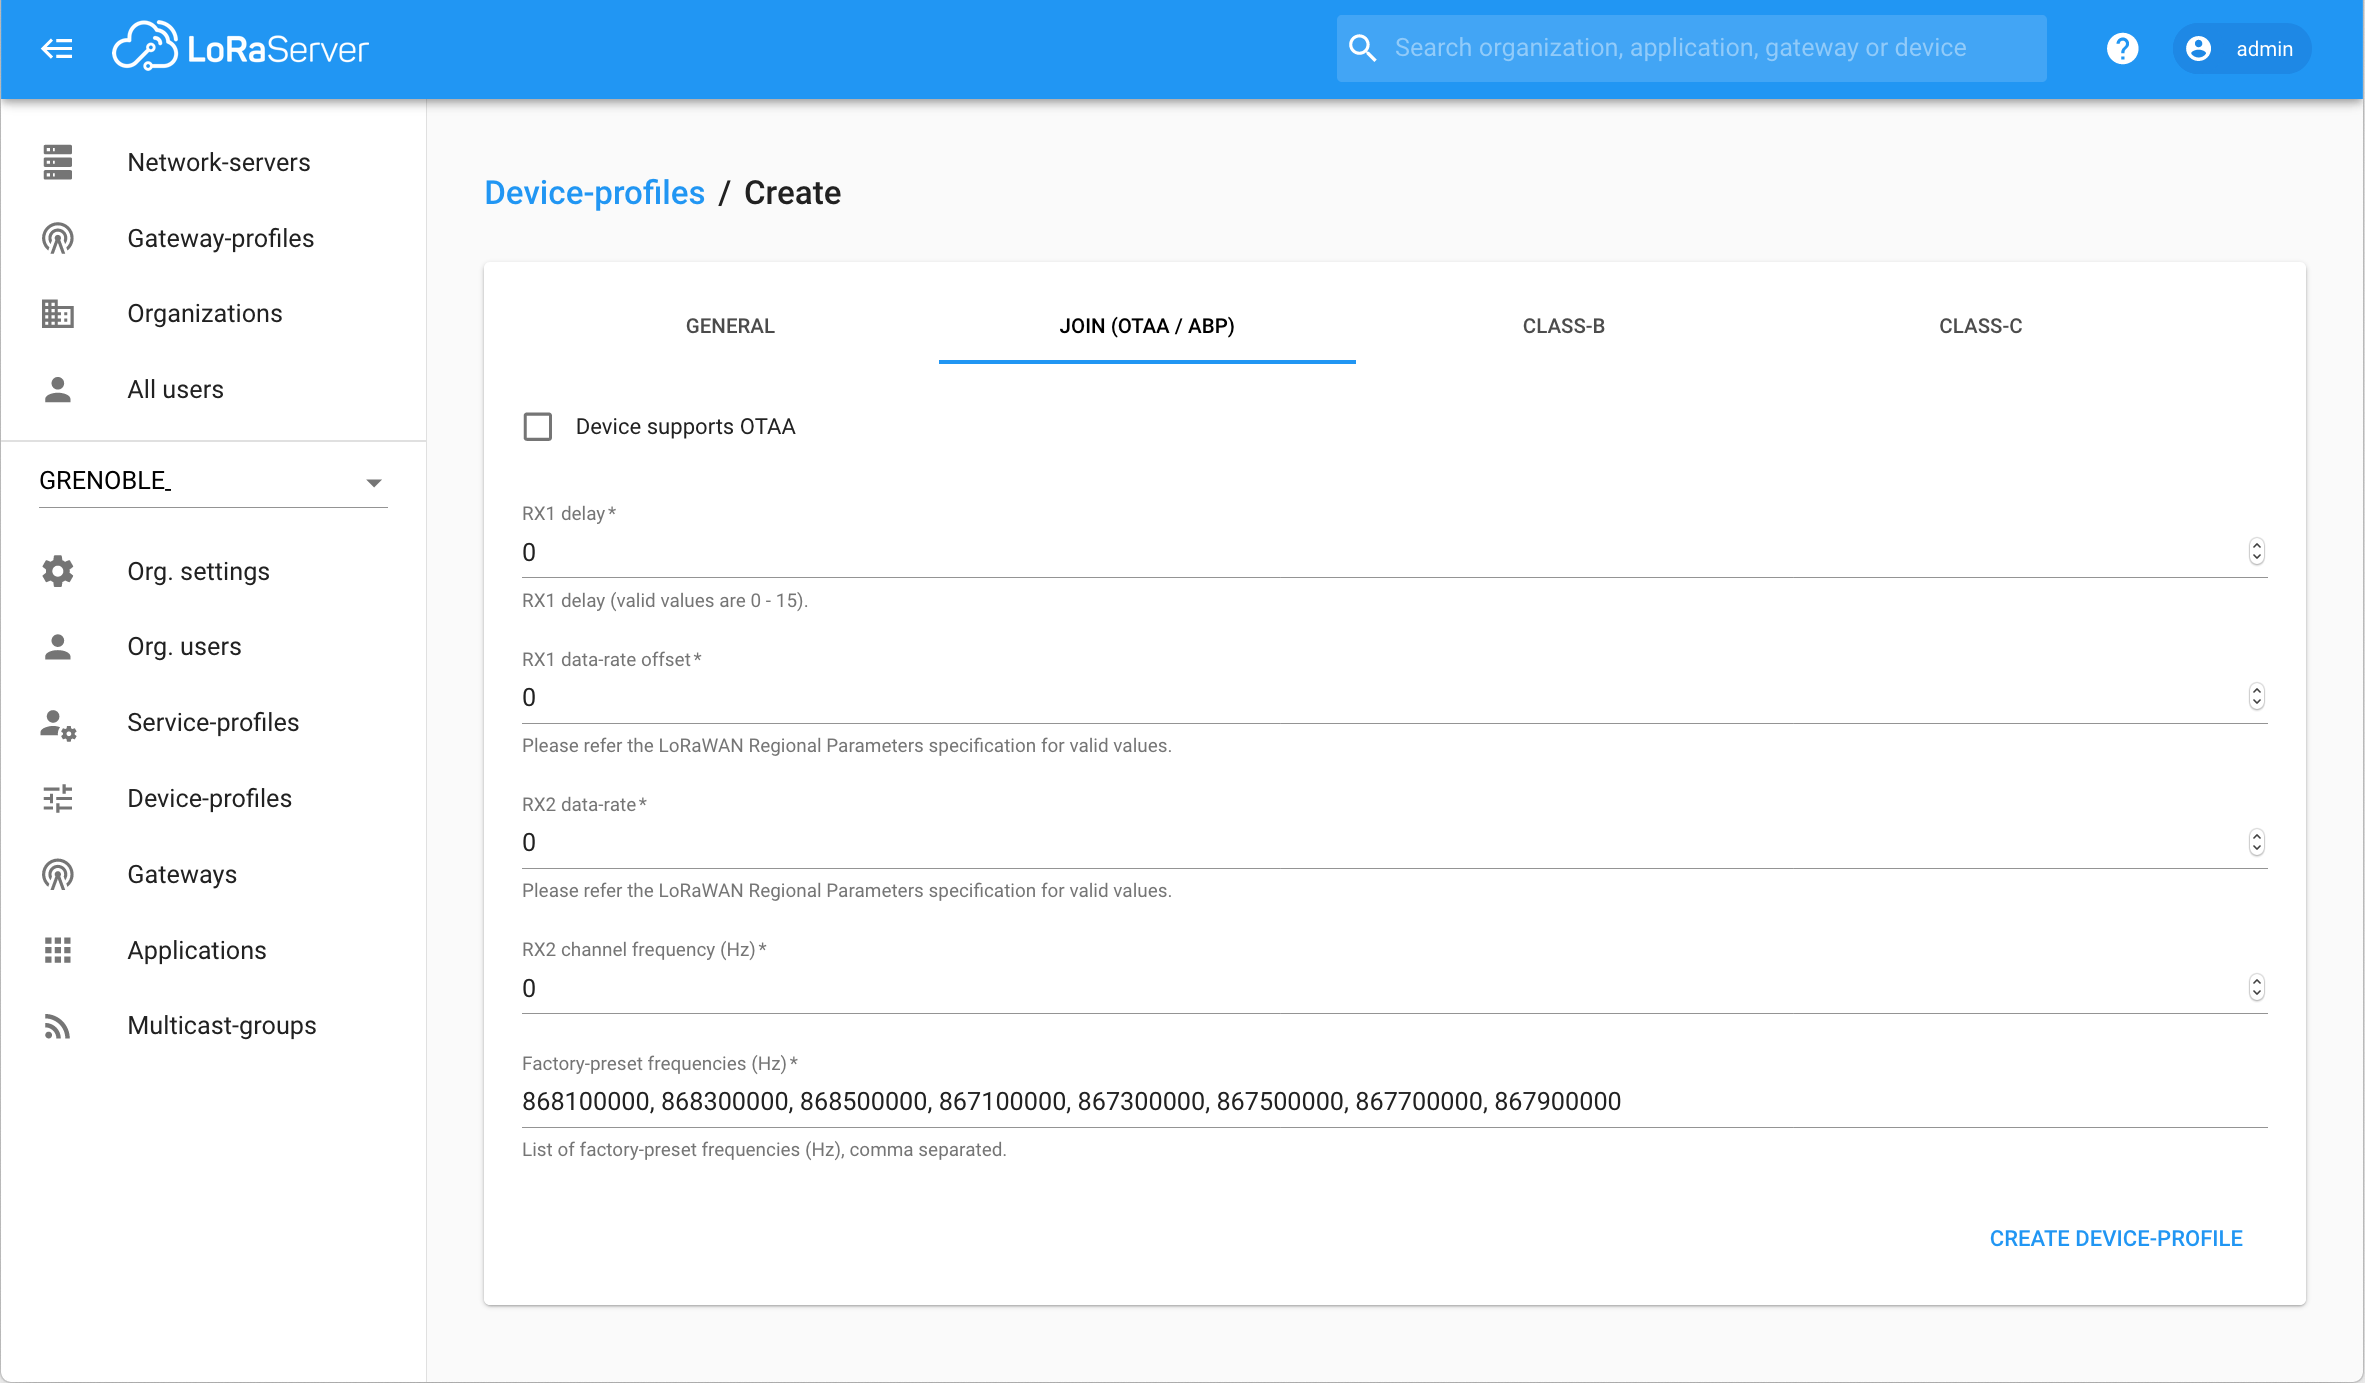 LoRaServer
Search organization, application, gateway or device
?
admin
Network-servers
Gateway-profiles
Organizations
All users
GRENOBLE_
Org. settings
Org. users
Service-profiles
Device-profiles
Gateways
Applications
Multicast-groups
Device-profiles / Create
GENERAL JOIN (OTAA / ABP) CLASS-B CLASS-C
Device supports OTAA
RX1 delay *
0
RX1 delay (valid values are 0 - 15).
RX1 data-rate offset *
0
Please refer the LoRaWAN Regional Parameters specification for valid values.
RX2 data-rate *
0
Please refer the LoRaWAN Regional Parameters specification for valid values.
RX2 channel frequency (Hz) *
0
Factory-preset frequencies (Hz) *
868100000, 868300000, 868500000, 867100000, 867300000, 867500000, 867700000, 867900000
List of factory-preset frequencies (Hz), comma separated.
CREATE DEVICE-PROFILE